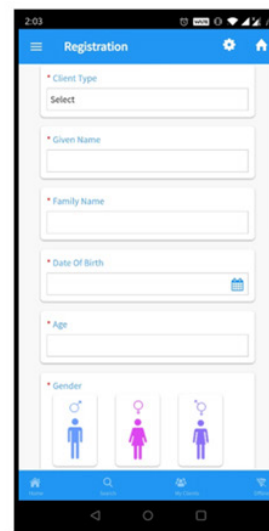 2:03
Registration
* Client Type
Select
* Given Name
* Family Name
* Date Of Birth
* Age
* Gender
Home
Search
My Clients
Offline